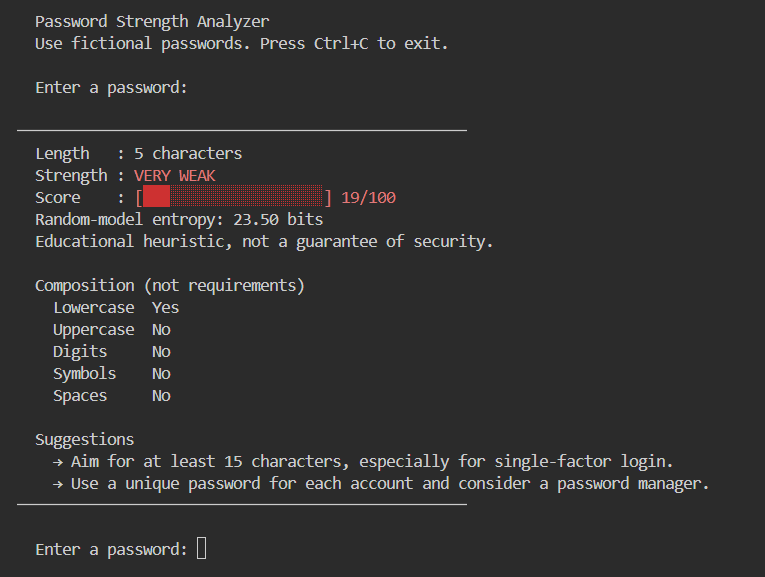 Password Strength Analyzer
Use fictional passwords. Press Ctrl+C to exit.
Enter a password:
Length : 5 characters
Strength : VERY WEAK
Score : [ ] 19/100
Random-model entropy: 23.50 bits
Educational heuristic, not a guarantee of security.
Composition (not requirements)
Lowercase Yes
Uppercase No
Digits No
Symbols No
Spaces No
Suggestions
→ Aim for at least 15 characters, especially for single-factor login.
→ Use a unique password for each account and consider a password manager.
Enter a password: